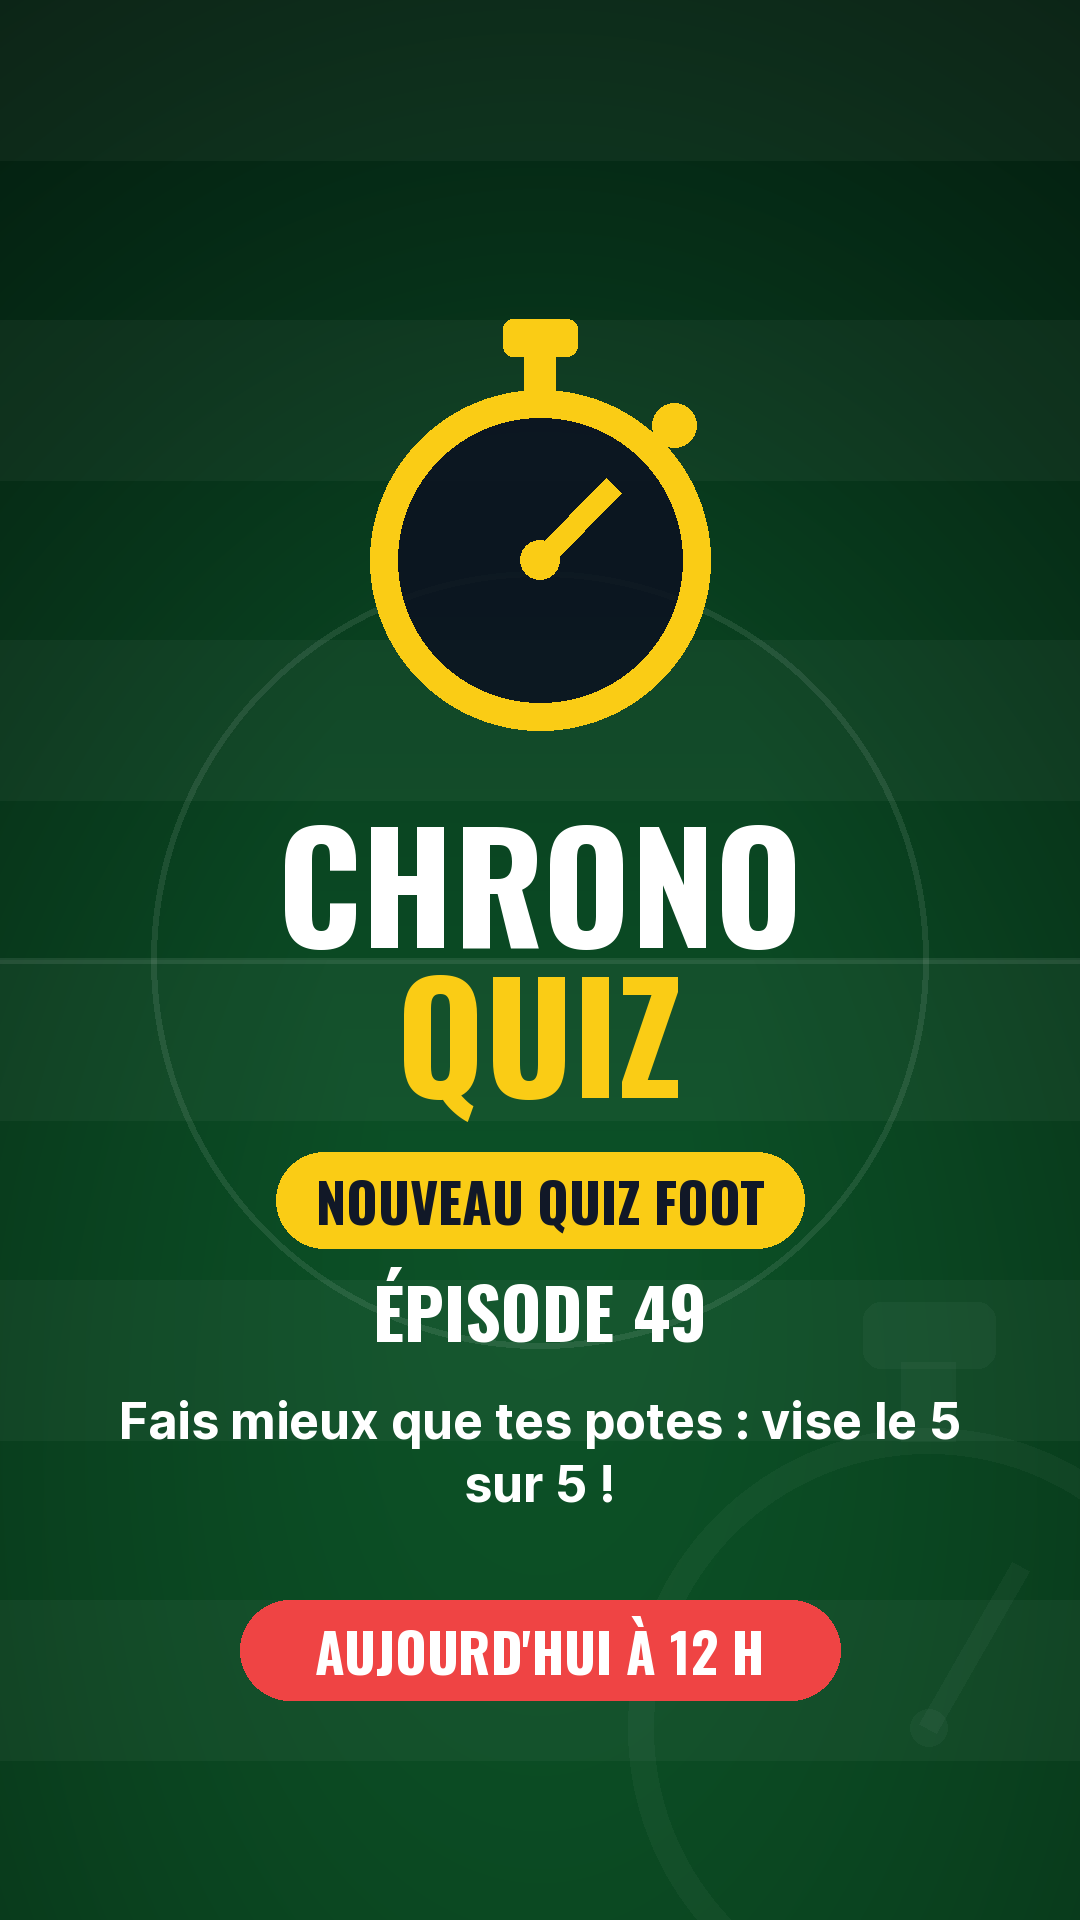 CHRONO
QUIZ
NOUVEAU QUIZ FOOT
ÉPISODE 49
Fais mieux que tes potes : vise le 5
sur 5 !
AUJOURD'HUI À 12 H